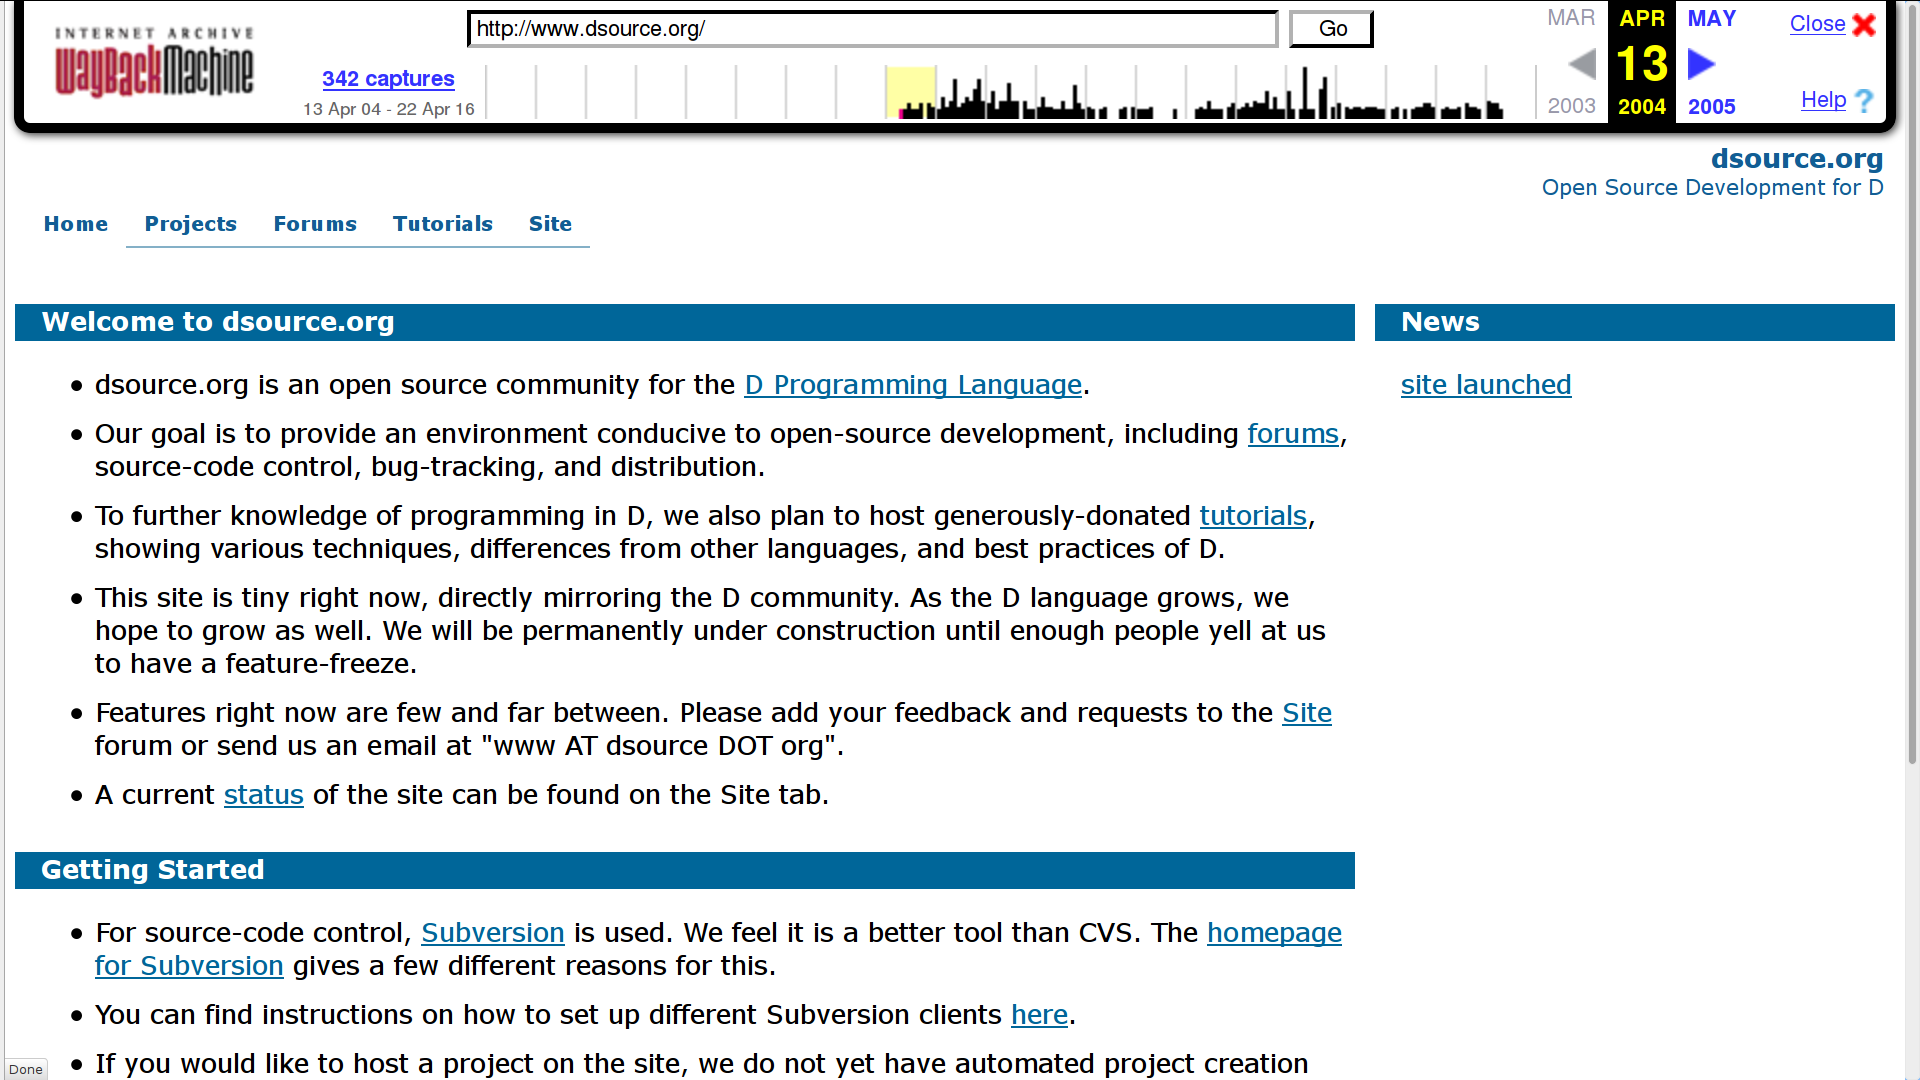 INTERNET ARCHIVE
WayBackMachine
http://www.dsource.org/
Go
342 captures
13 Apr 04 - 22 Apr 16
MAR
APR
MAY
13
2003
2004
2005
Close
Help ?
dsource.org
Open Source Development for D
Home Projects Forums Tutorials Site
Welcome to dsource.org
dsource.org is an open source community for the D Programming Language.
Our goal is to provide an environment conducive to open-source development, including forums,
source-code control, bug-tracking, and distribution.
To further knowledge of programming in D, we also plan to host generously-donated tutorials,
showing various techniques, differences from other languages, and best practices of D.
This site is tiny right now, directly mirroring the D community. As the D language grows, we
hope to grow as well. We will be permanently under construction until enough people yell at us
to have a feature-freeze.
Features right now are few and far between. Please add your feedback and requests to the Site
forum or send us an email at "www AT dsource DOT org".
A current status of the site can be found on the Site tab.
News
site launched
Getting Started
For source-code control, Subversion is used. We feel it is a better tool than CVS. The homepage
for Subversion gives a few different reasons for this.
You can find instructions on how to set up different Subversion clients here.
If you would like to host a project on the site, we do not yet have automated project creation
Done